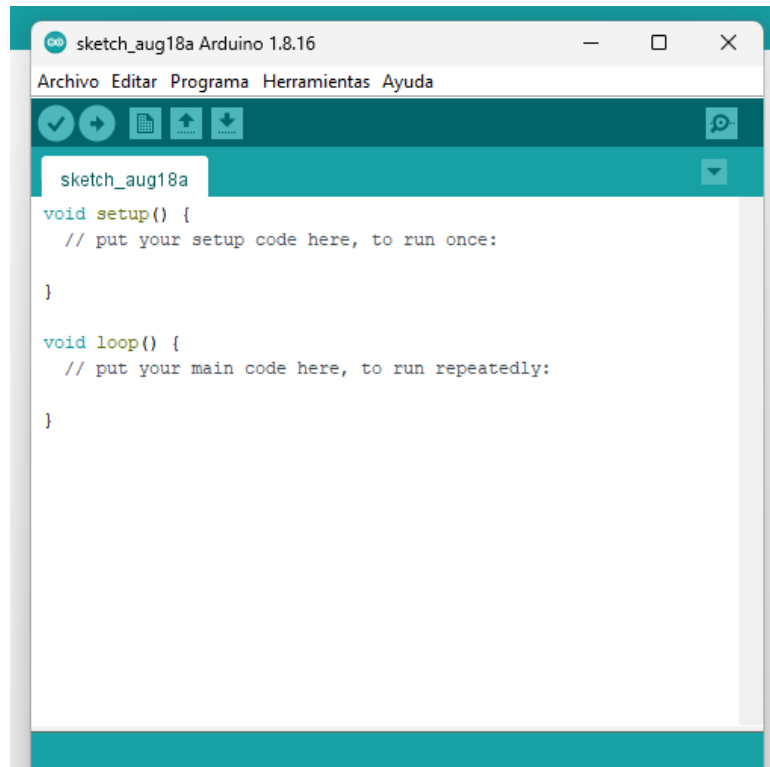 sketch_aug18a Arduino 1.8.16
Archivo Editar Programa Herramientas Ayuda
sketch_aug18a
void setup() {
  // put your setup code here, to run once:
}
void loop() {
  // put your main code here, to run repeatedly:
}